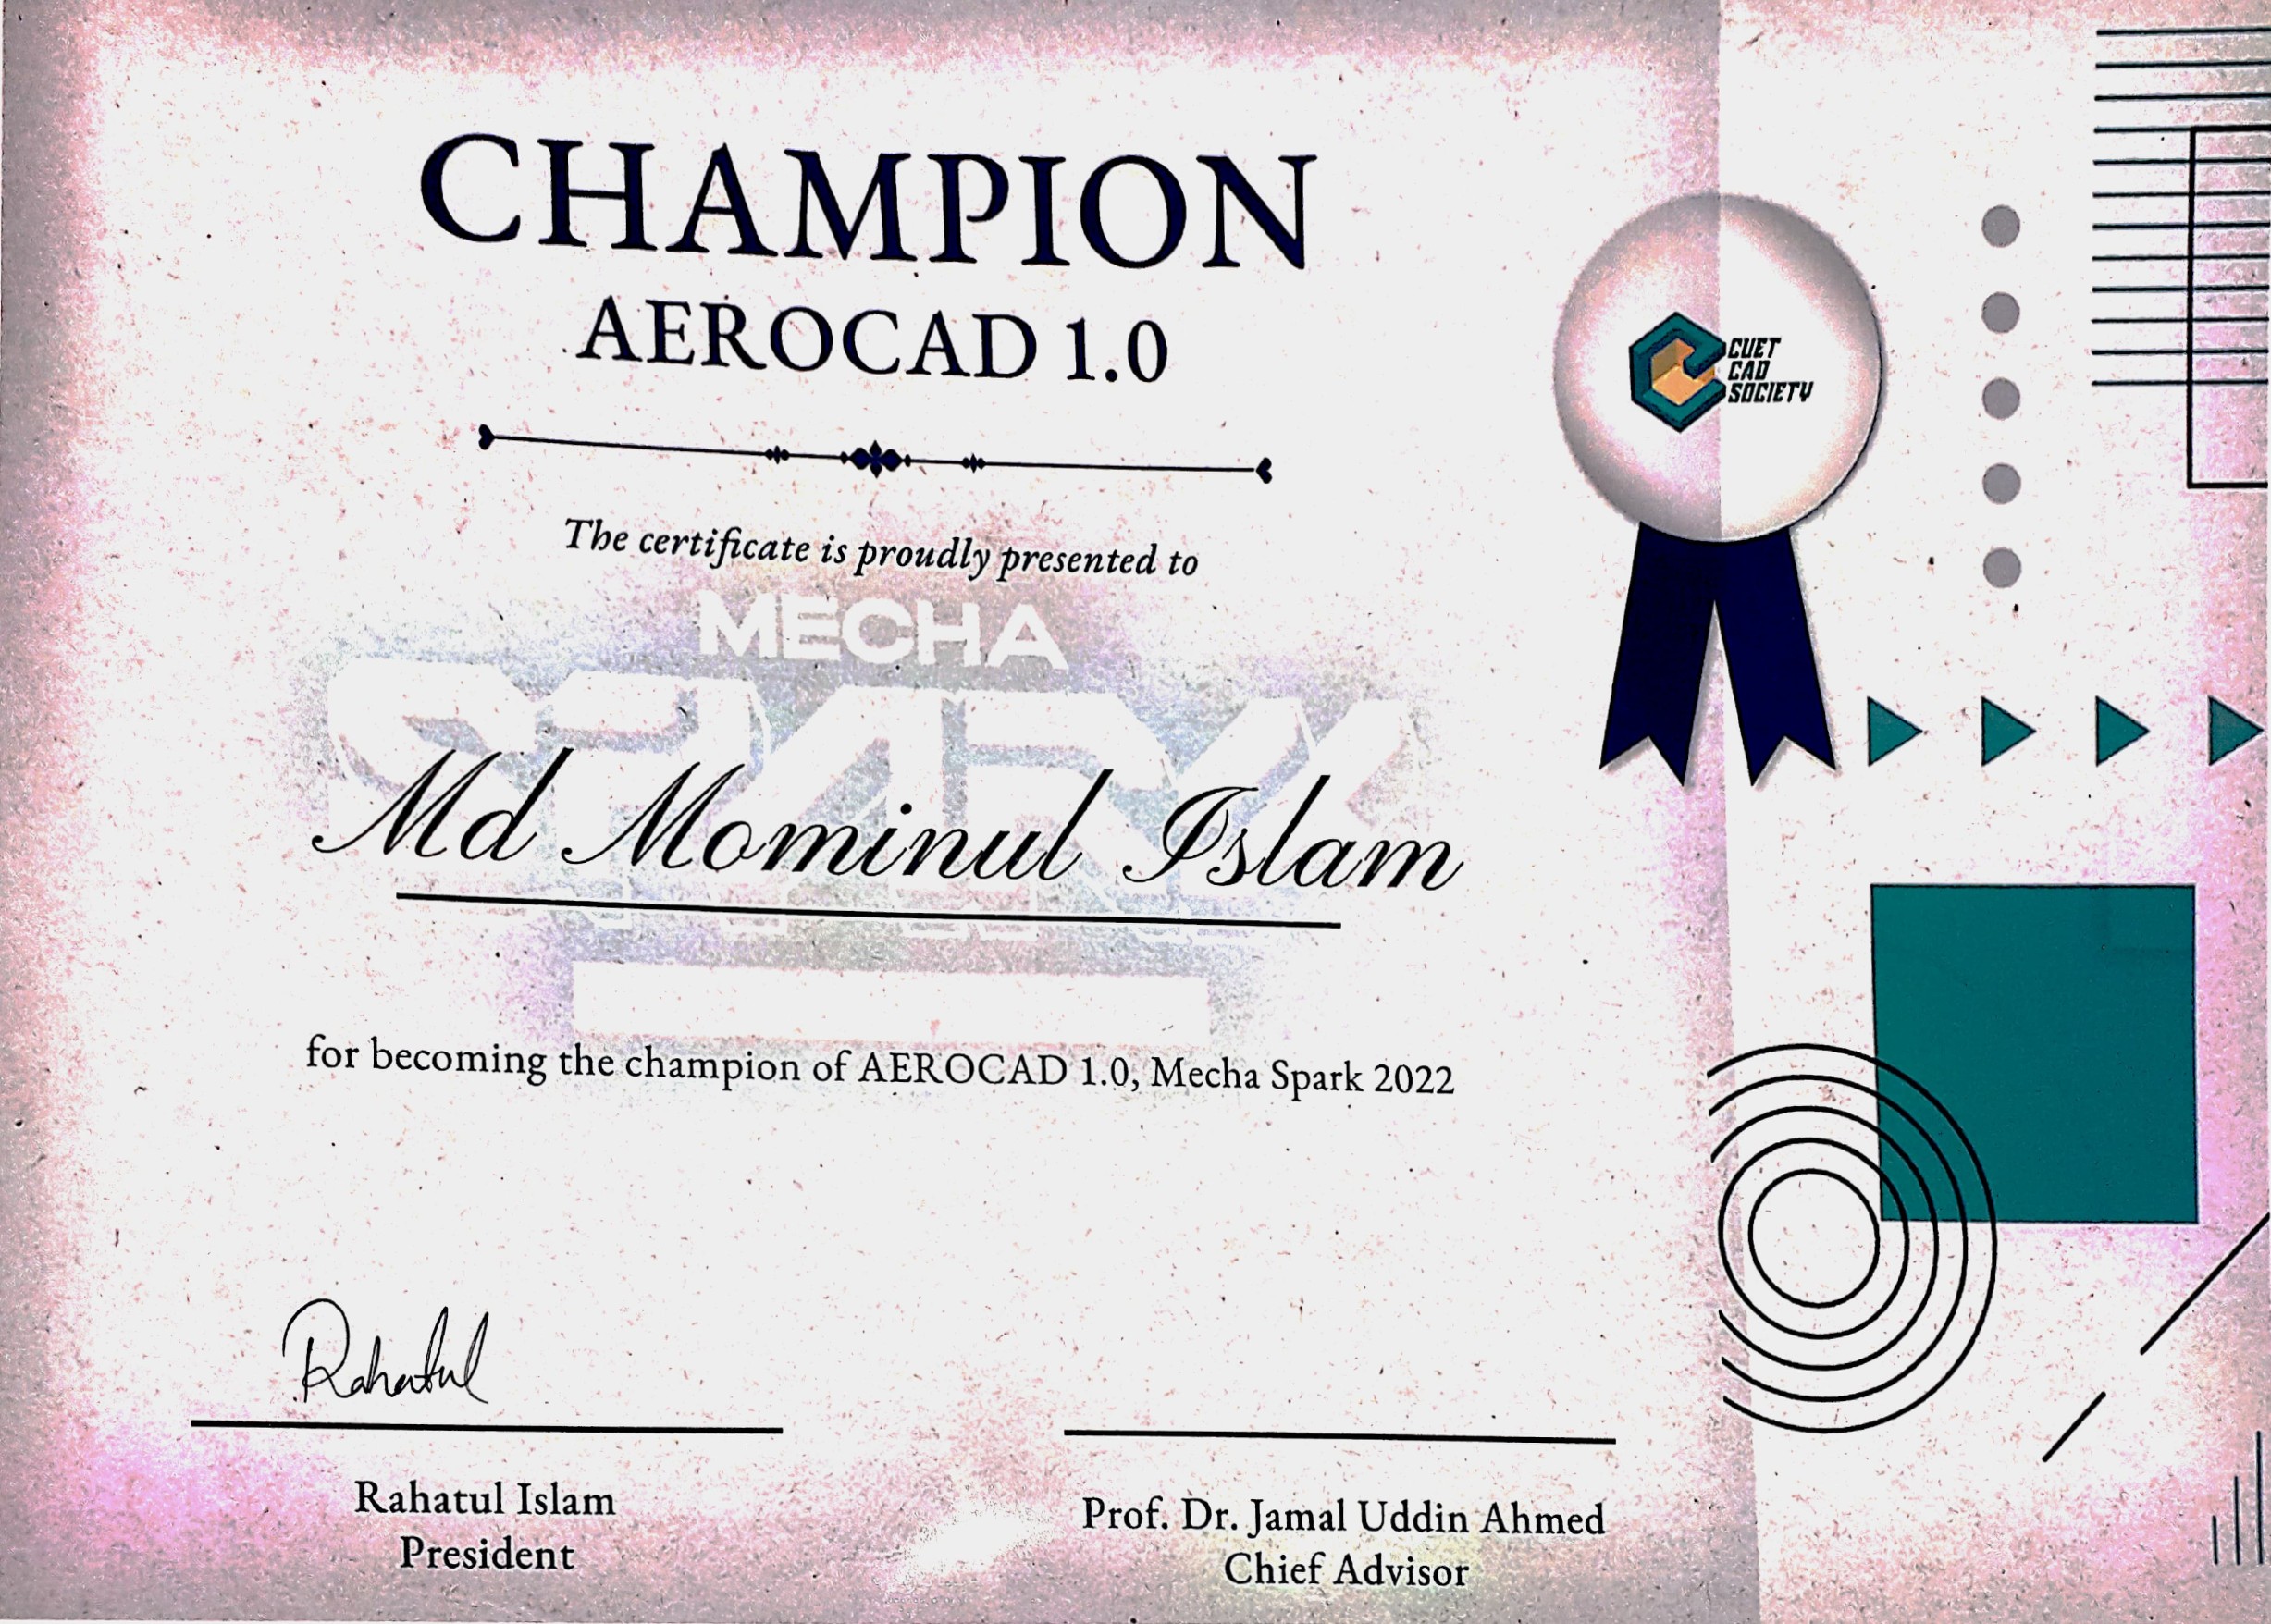 CHAMPION
AEROCAD 1.0
CUET
CAD
SOCIETY
The certificate is proudly presented to
MECHA
SPARK
Md Mominul Islam
for becoming the champion of AEROCAD 1.0, Mecha Spark 2022
Rahatul
Rahatul Islam
President
Prof. Dr. Jamal Uddin Ahmed
Chief Advisor